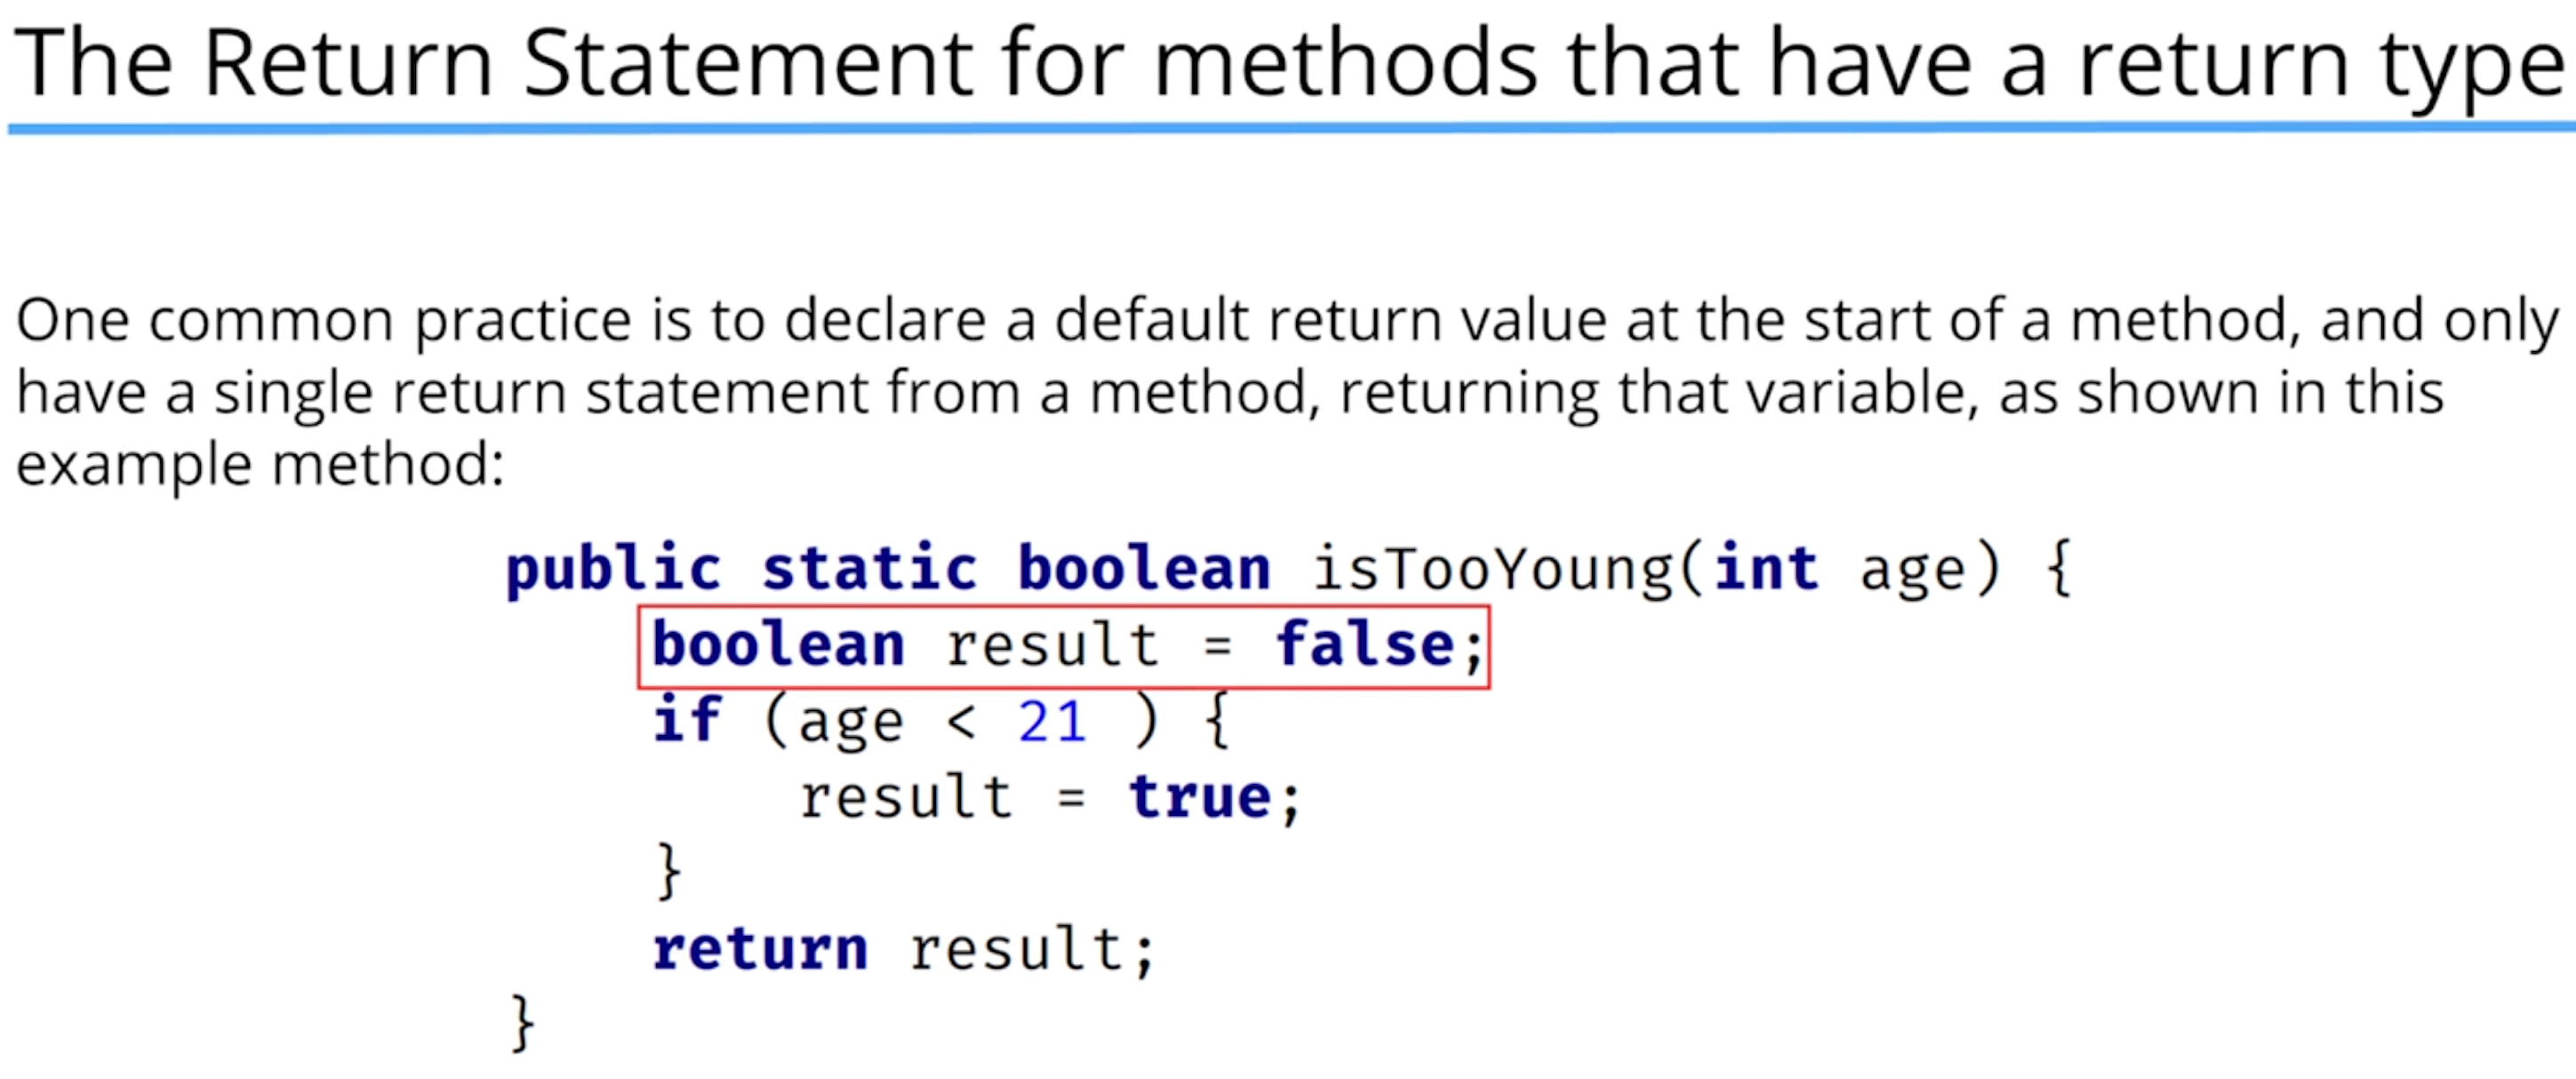 The Return Statement for methods that have a return type
One common practice is to declare a default return value at the start of a method, and only
have a single return statement from a method, returning that variable, as shown in this
example method:
public static boolean isTooYoung(int age) {
    boolean result = false;
    if (age < 21 ) {
        result = true;
    }
    return result;
}